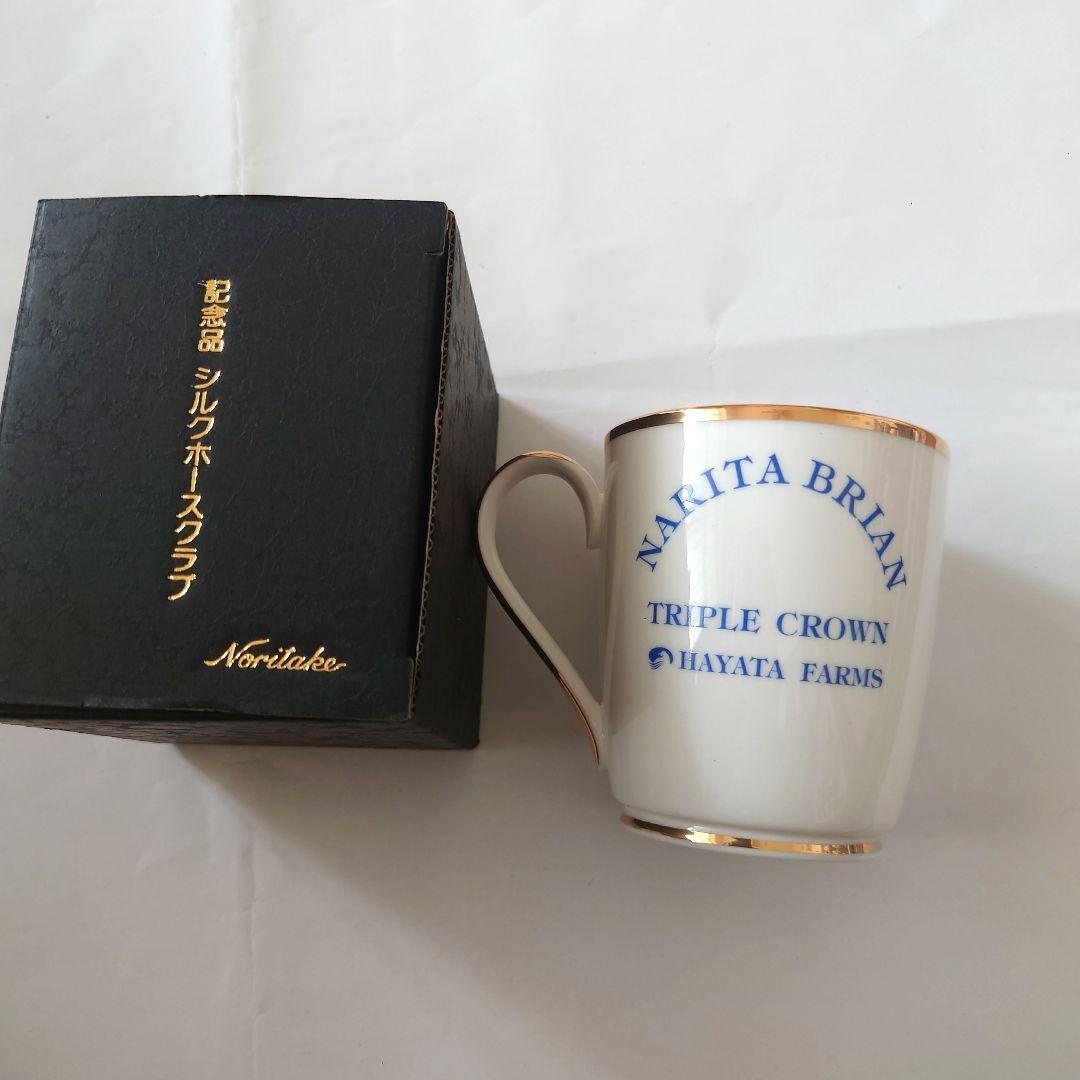 記念品 シルクホースクラブ
Noritake
NARITA BRIAN
TRIPLE CROWN
HAYATA FARMS